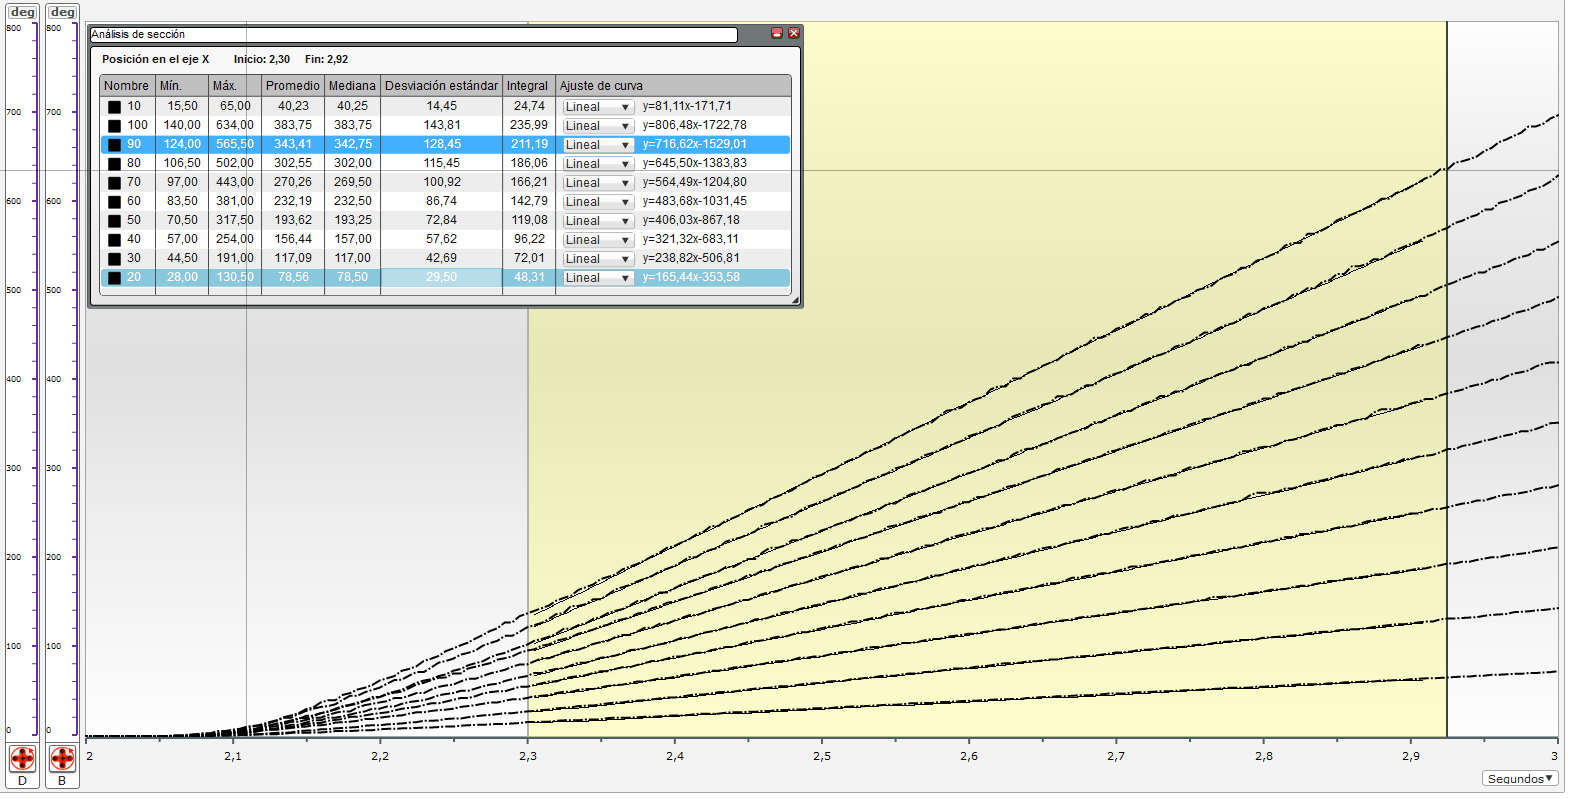 deg deg
800 800
700 700
600 600
500 500
400 400
300 300
200 200
100 100
0 0
D B
Análisis de sección
Posición en el eje X Inicio: 2,30 Fin: 2,92
Nombre Mín. Máx. Promedio Mediana Desviación estándar Integral Ajuste de curva
10 15,50 65,00 40,23 40,25 14,45 24,74 Lineal y=81,11x-171,71
100 140,00 634,00 383,75 383,75 143,81 235,99 Lineal y=806,48x-1722,78
90 124,00 565,50 343,41 342,75 128,45 211,19 Lineal y=716,62x-1529,01
80 106,50 502,00 302,55 302,00 115,45 186,06 Lineal y=645,50x-1383,83
70 97,00 443,00 270,26 269,50 100,92 166,21 Lineal y=564,49x-1204,80
60 83,50 381,00 232,19 232,50 86,74 142,79 Lineal y=483,68x-1031,45
50 70,50 317,50 193,62 193,25 72,84 119,08 Lineal y=406,03x-867,18
40 57,00 254,00 156,44 157,00 57,62 96,22 Lineal y=321,32x-683,11
30 44,50 191,00 117,09 117,00 42,69 72,01 Lineal y=238,82x-506,81
20 28,00 130,50 78,56 78,50 29,50 48,31 Lineal y=165,44x-353,58
2 2,1 2,2 2,3 2,4 2,5 2,6 2,7 2,8 2,9 3
Segundos